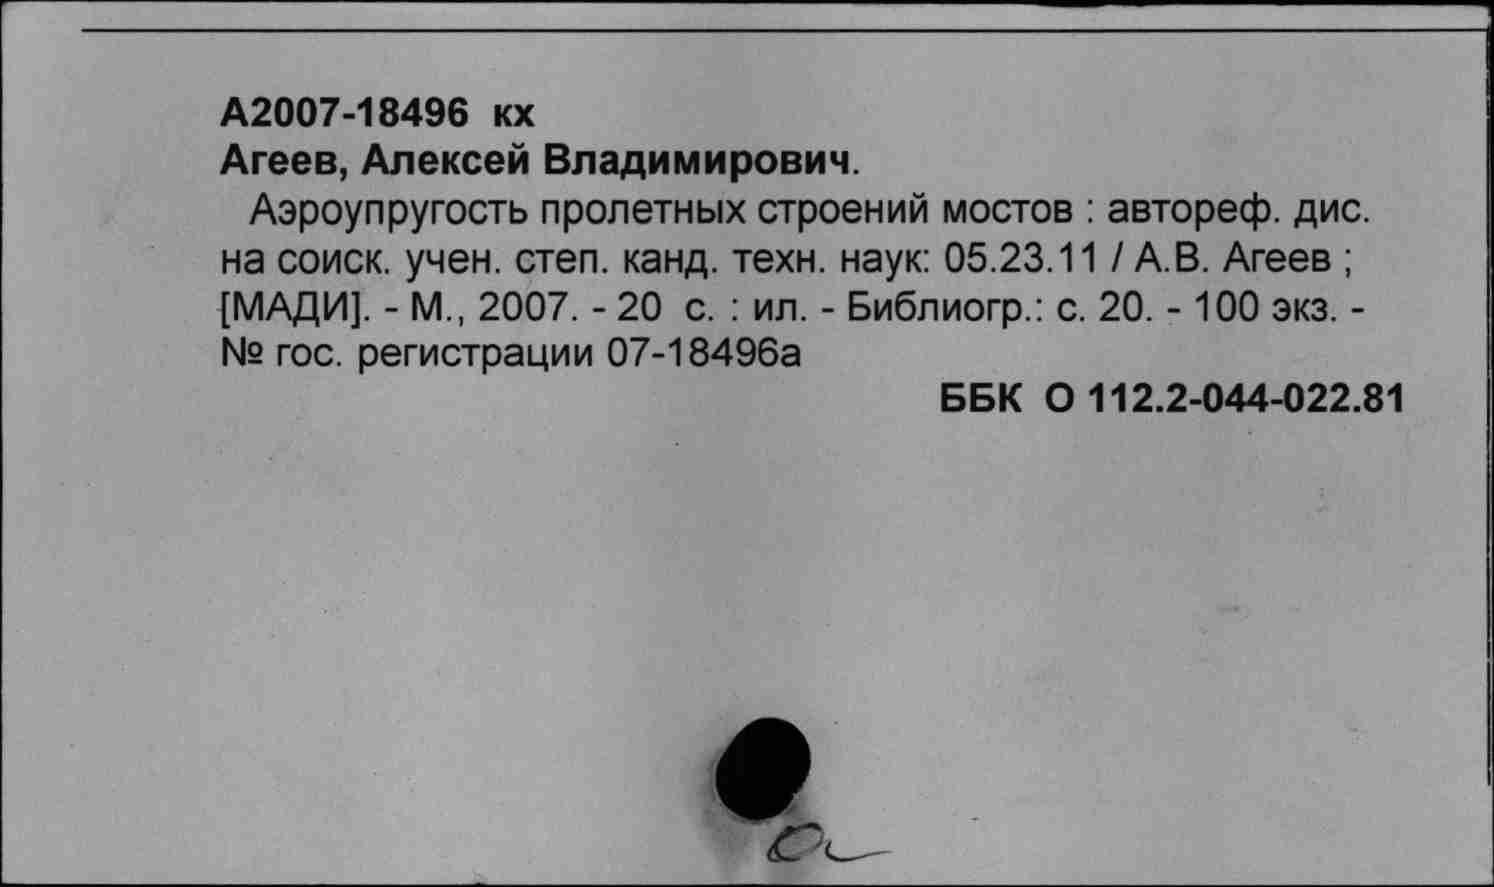 А2007-18496 кх
Агеев, Алексей Владимирович.
Аэроупругость пролетных строений мостов : автореф. дис.
на соиск. учен. степ. канд. техн. наук: 05.23.11 / А.В. Агеев ;
[МАДИ]. - М., 2007. - 20 с. : ил. - Библиогр.: с. 20. - 100 экз. -
№ гос. регистрации 07-18496а
ББК О 112.2-044-022.81